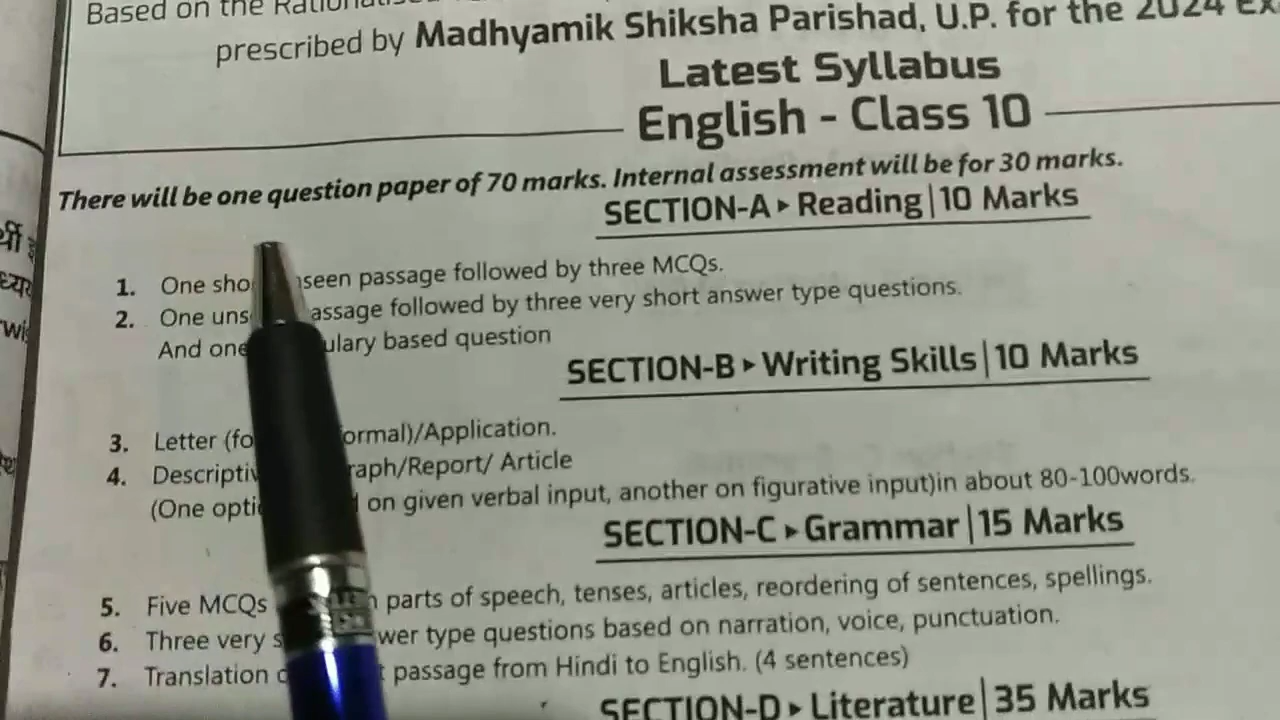 Based on the
prescribed by Madhyamik Shiksha Parishad, U.P. for the 2024
Latest Syllabus
English - Class 10
There will be one question paper of 70 marks. Internal assessment will be for 30 marks.
SECTION-A ▸ Reading | 10 Marks
1. One seen passage followed by three MCQs.
2. One assage followed by three very short answer type questions.
And one ulary based question
SECTION-B ▸ Writing Skills | 10 Marks
3. Letter (fo ormal)/Application.
4. Descriptiv raph/Report/ Article
(One opti on given verbal input, another on figurative input)in about 80-100words.
SECTION-C ▸ Grammar | 15 Marks
5. Five MCQs parts of speech, tenses, articles, reordering of sentences, spellings.
6. Three very s wer type questions based on narration, voice, punctuation.
7. Translation passage from Hindi to English. (4 sentences)
SECTION-D ▸ Literature | 35 Marks